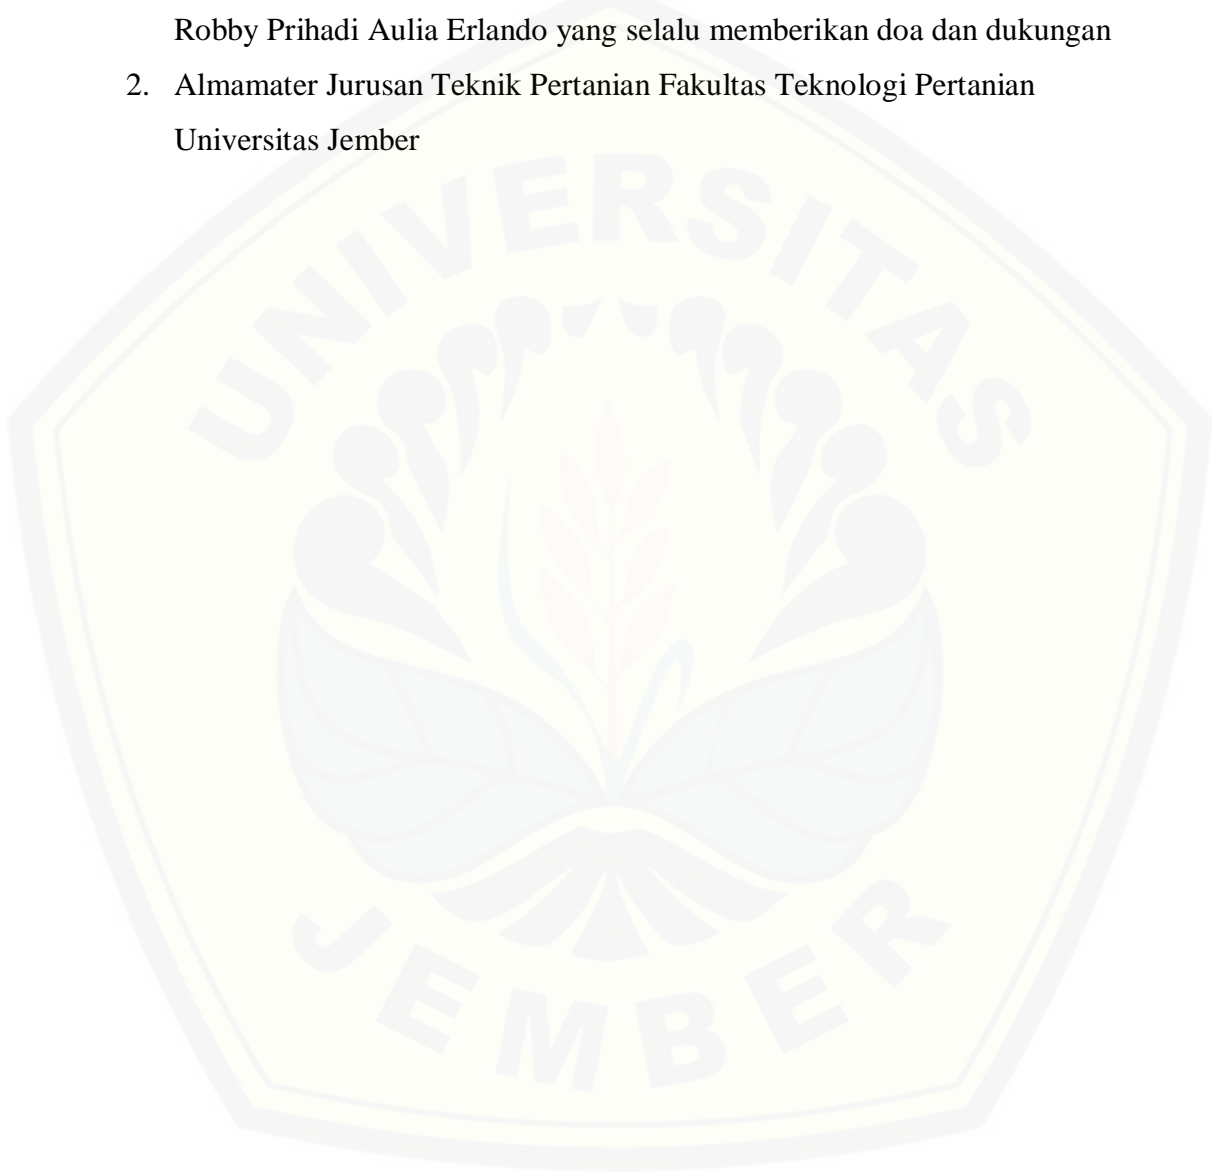 Robby Prihadi Aulia Erlando yang selalu memberikan doa dan dukungan
2. Almamater Jurusan Teknik Pertanian Fakultas Teknologi Pertanian
Universitas Jember
UNIVERSITAS
JEMBER